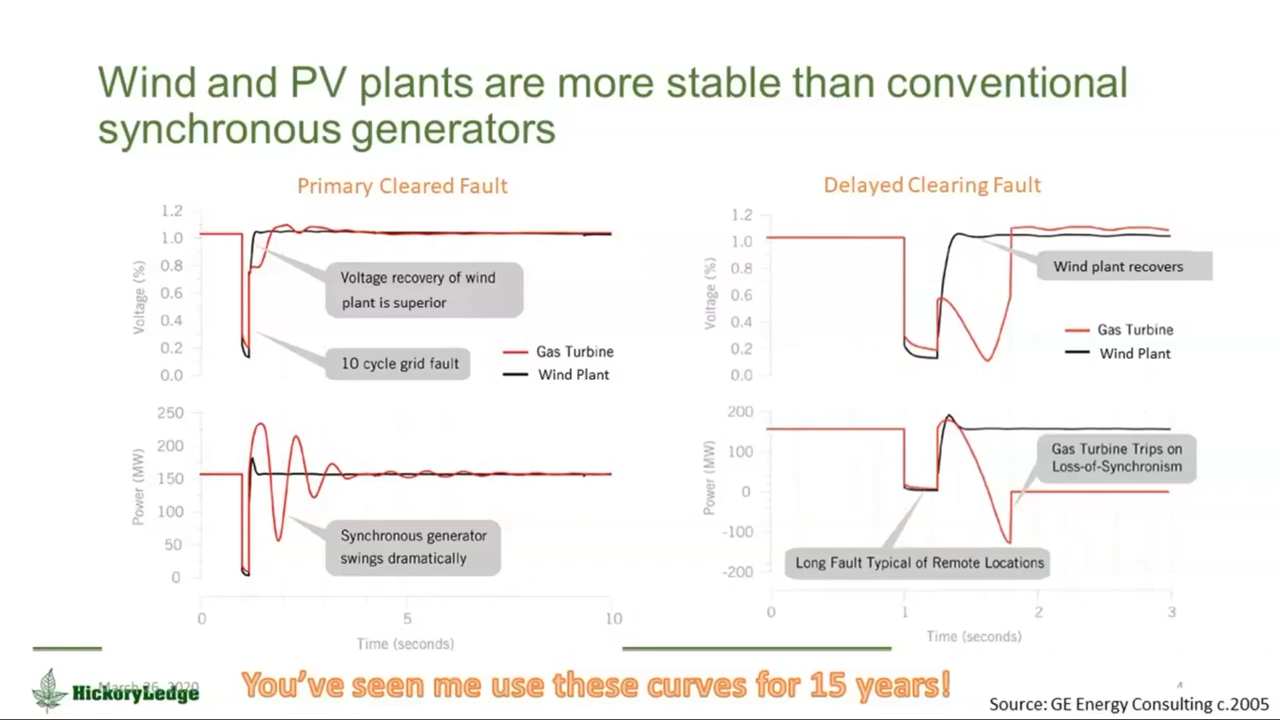 Wind and PV plants are more stable than conventional
synchronous generators
Primary Cleared Fault
1.2
1.0
0.8
0.6
0.4
0.2
0.0
Voltage (%)
Voltage recovery of wind
plant is superior
10 cycle grid fault
Gas Turbine
Wind Plant
250
200
150
100
50
0
Power (MW)
Synchronous generator
swings dramatically
0
5
10
Time (seconds)
Delayed Clearing Fault
1.2
1.0
0.8
0.6
0.4
0.2
0.0
Voltage (%)
Wind plant recovers
Gas Turbine
Wind Plant
200
100
0
-100
-200
Power (MW)
Gas Turbine Trips on
Loss-of-Synchronism
Long Fault Typical of Remote Locations
0
1
2
3
Time (seconds)
March 26, 2020
HickoryLedge
You've seen me use these curves for 15 years!
4
Source: GE Energy Consulting c.2005